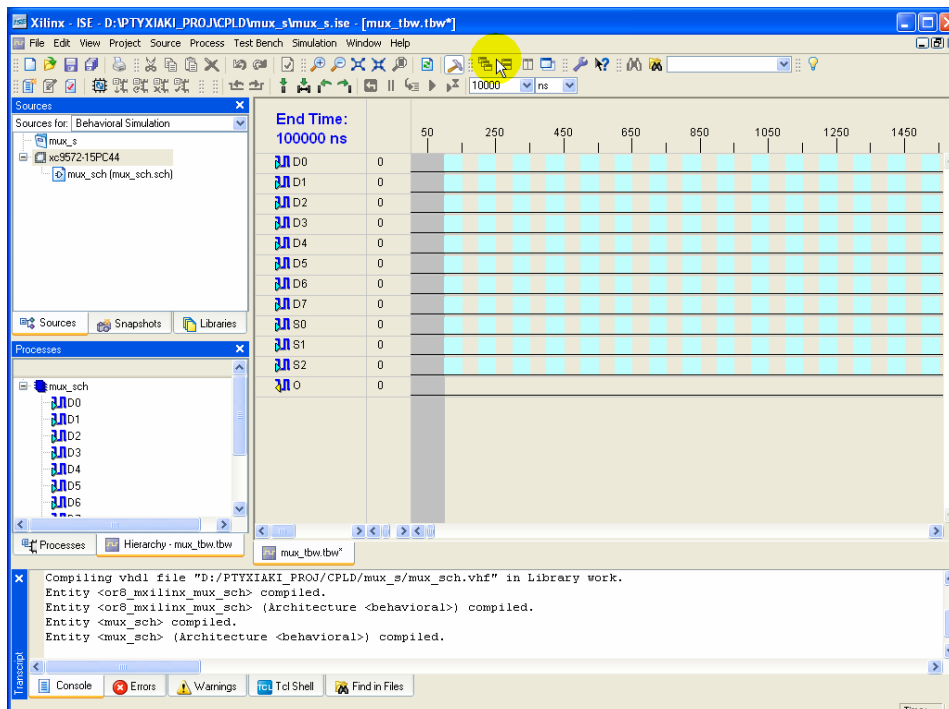 Xilinx - ISE - D:\PTYXIAKI_PROJ\CPLD\mux_s\mux_s.ise - [mux_tbw.tbw*]
File Edit View Project Source Process Test Bench Simulation Window Help
10000 ns
Sources
Sources for: Behavioral Simulation
mux_s
xc9572-15PC44
mux_sch (mux_sch.sch)
Sources Snapshots Libraries
Processes
mux_sch
D0
D1
D2
D3
D4
D5
D6
Processes Hierarchy - mux_tbw.tbw
End Time:
100000 ns
50 250 450 650 850 1050 1250 1450
D0 0
D1 0
D2 0
D3 0
D4 0
D5 0
D6 0
D7 0
S0 0
S1 0
S2 0
O 0
mux_tbw.tbw*
Compiling vhdl file "D:/PTYXIAKI_PROJ/CPLD/mux_s/mux_sch.vhf" in Library work.
Entity <or8_mxilinx_mux_sch> compiled.
Entity <or8_mxilinx_mux_sch> (Architecture <behavioral>) compiled.
Entity <mux_sch> compiled.
Entity <mux_sch> (Architecture <behavioral>) compiled.
Transcript
Console Errors Warnings TCL Tcl Shell Find in Files